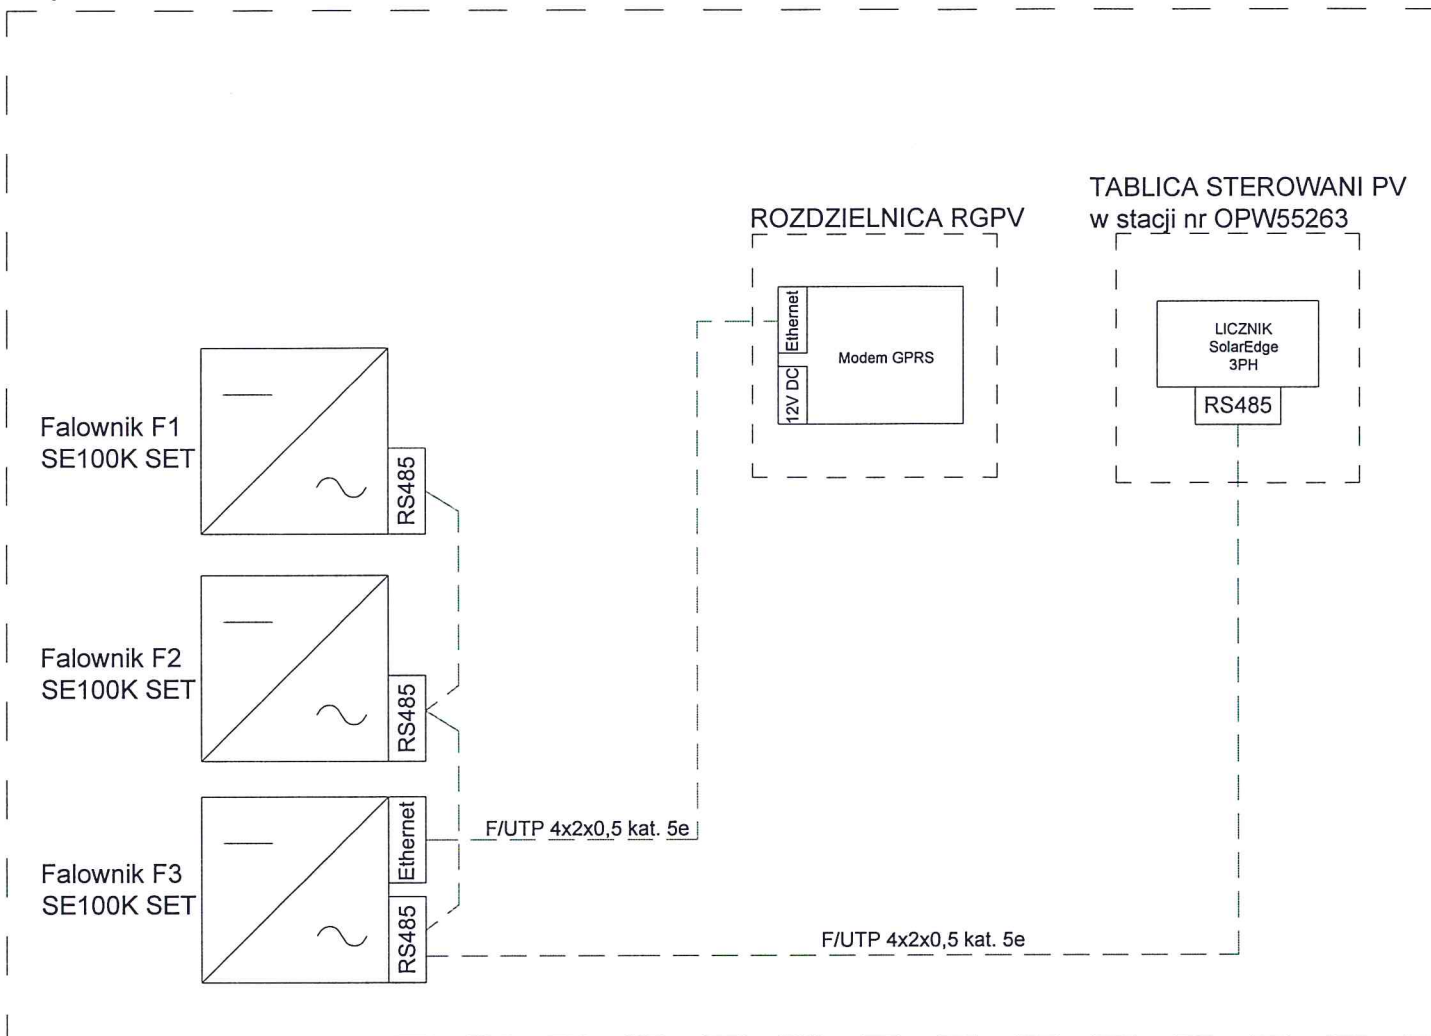 TABLICA STEROWANI PV
w stacji nr OPW55263
ROZDZIELNICA RGPV
Ethernet
12V DC
Modem GPRS
LICZNIK
SolarEdge
3PH
RS485
Falownik F1
SE100K SET
RS485
Falownik F2
SE100K SET
RS485
Falownik F3
SE100K SET
Ethernet
RS485
F/UTP 4x2x0,5 kat. 5e
F/UTP 4x2x0,5 kat. 5e